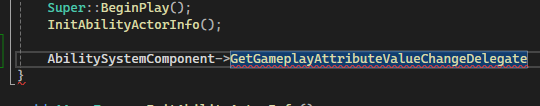 Super::BeginPlay();
InitAbilityActorInfo();
AbilitySystemComponent->GetGameplayAttributeValueChangeDelegate
}